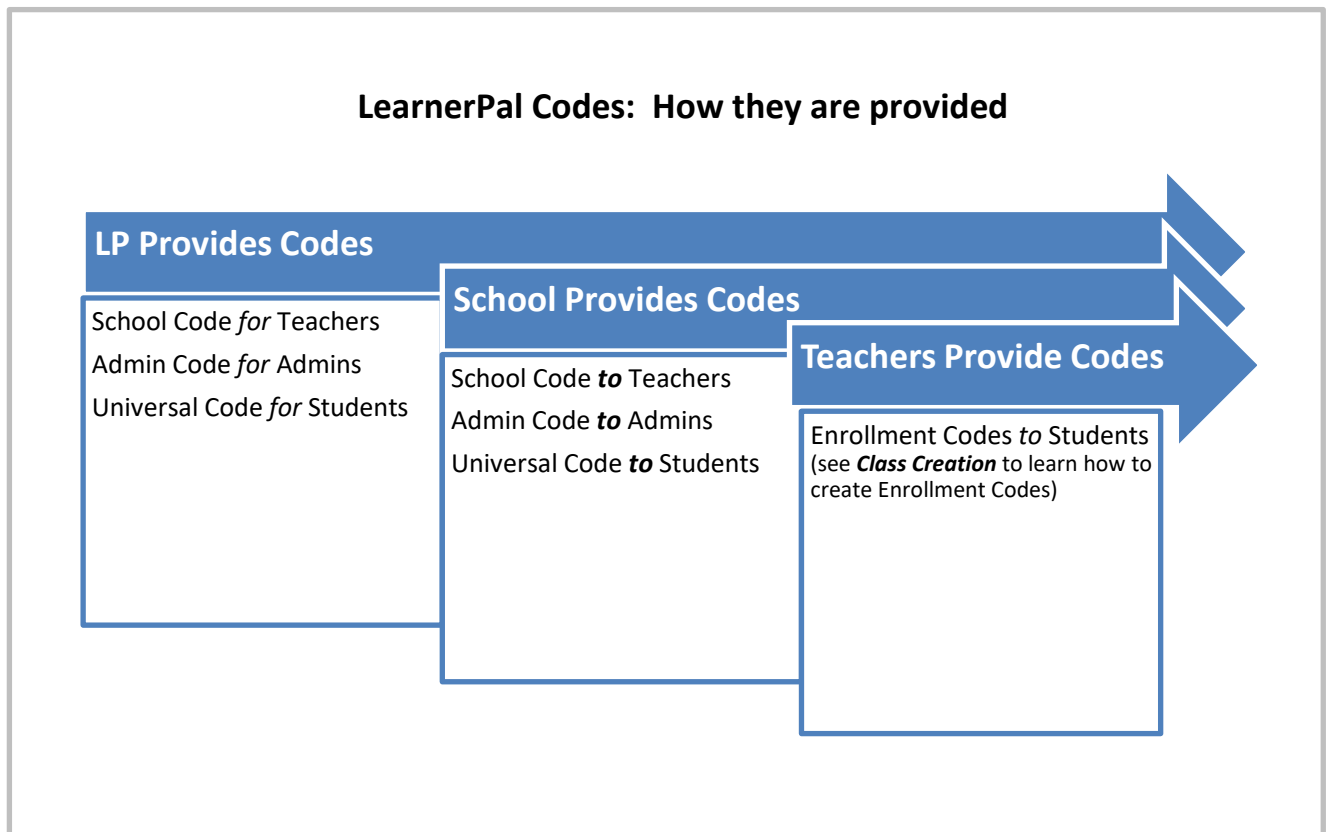 LearnerPal Codes:  How they are provided
LP Provides Codes
School Code for Teachers
Admin Code for Admins
Universal Code for Students
School Provides Codes
School Code to Teachers
Admin Code to Admins
Universal Code to Students
Teachers Provide Codes
Enrollment Codes to Students
(see Class Creation to learn how to
create Enrollment Codes)